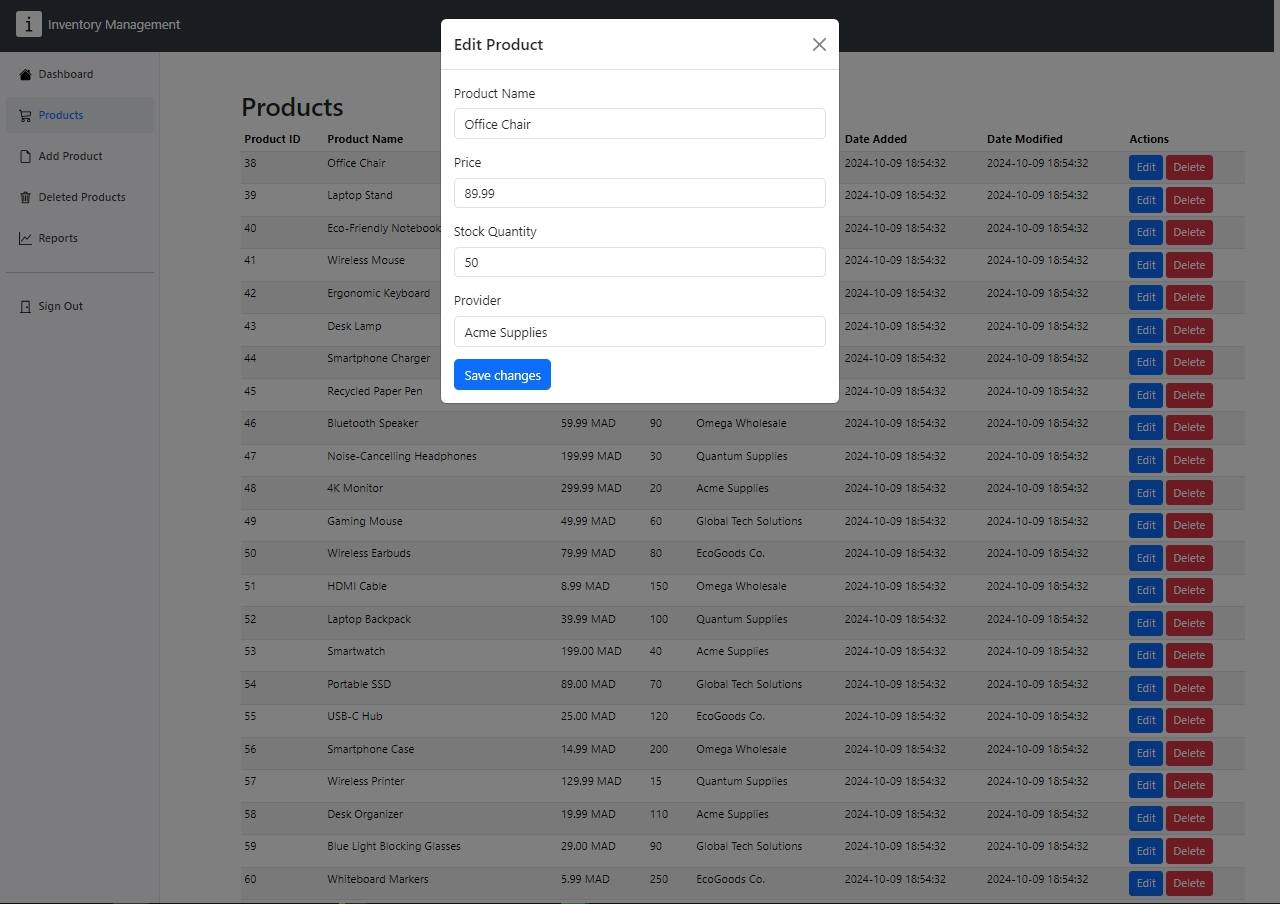 i Inventory Management
Edit Product
Dashboard
Products
Add Product
Deleted Products
Reports
Sign Out
Product Name
Office Chair
Price
89.99
Stock Quantity
50
Provider
Acme Supplies
Save changes
Products
Product ID Product Name Date Added Date Modified Actions
38 Office Chair 2024-10-09 18:54:32 2024-10-09 18:54:32 Edit Delete
39 Laptop Stand 2024-10-09 18:54:32 2024-10-09 18:54:32 Edit Delete
40 Eco-Friendly Notebook 2024-10-09 18:54:32 2024-10-09 18:54:32 Edit Delete
41 Wireless Mouse 2024-10-09 18:54:32 2024-10-09 18:54:32 Edit Delete
42 Ergonomic Keyboard 2024-10-09 18:54:32 2024-10-09 18:54:32 Edit Delete
43 Desk Lamp 2024-10-09 18:54:32 2024-10-09 18:54:32 Edit Delete
44 Smartphone Charger 2024-10-09 18:54:32 2024-10-09 18:54:32 Edit Delete
45 Recycled Paper Pen 2024-10-09 18:54:32 2024-10-09 18:54:32 Edit Delete
46 Bluetooth Speaker 59.99 MAD 90 Omega Wholesale 2024-10-09 18:54:32 2024-10-09 18:54:32 Edit Delete
47 Noise-Cancelling Headphones 199.99 MAD 30 Quantum Supplies 2024-10-09 18:54:32 2024-10-09 18:54:32 Edit Delete
48 4K Monitor 299.99 MAD 20 Acme Supplies 2024-10-09 18:54:32 2024-10-09 18:54:32 Edit Delete
49 Gaming Mouse 49.99 MAD 60 Global Tech Solutions 2024-10-09 18:54:32 2024-10-09 18:54:32 Edit Delete
50 Wireless Earbuds 79.99 MAD 80 EcoGoods Co. 2024-10-09 18:54:32 2024-10-09 18:54:32 Edit Delete
51 HDMI Cable 8.99 MAD 150 Omega Wholesale 2024-10-09 18:54:32 2024-10-09 18:54:32 Edit Delete
52 Laptop Backpack 39.99 MAD 100 Quantum Supplies 2024-10-09 18:54:32 2024-10-09 18:54:32 Edit Delete
53 Smartwatch 199.00 MAD 40 Acme Supplies 2024-10-09 18:54:32 2024-10-09 18:54:32 Edit Delete
54 Portable SSD 89.00 MAD 70 Global Tech Solutions 2024-10-09 18:54:32 2024-10-09 18:54:32 Edit Delete
55 USB-C Hub 25.00 MAD 120 EcoGoods Co. 2024-10-09 18:54:32 2024-10-09 18:54:32 Edit Delete
56 Smartphone Case 14.99 MAD 200 Omega Wholesale 2024-10-09 18:54:32 2024-10-09 18:54:32 Edit Delete
57 Wireless Printer 129.99 MAD 15 Quantum Supplies 2024-10-09 18:54:32 2024-10-09 18:54:32 Edit Delete
58 Desk Organizer 19.99 MAD 110 Acme Supplies 2024-10-09 18:54:32 2024-10-09 18:54:32 Edit Delete
59 Blue Light Blocking Glasses 29.00 MAD 90 Global Tech Solutions 2024-10-09 18:54:32 2024-10-09 18:54:32 Edit Delete
60 Whiteboard Markers 5.99 MAD 250 EcoGoods Co. 2024-10-09 18:54:32 2024-10-09 18:54:32 Edit Delete